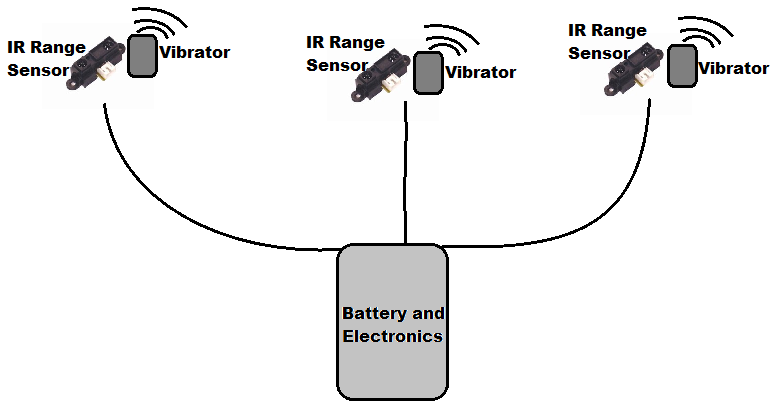 IR Range
Sensor
Vibrator
IR Range
Sensor
Vibrator
IR Range
Sensor
Vibrator
Battery and
Electronics